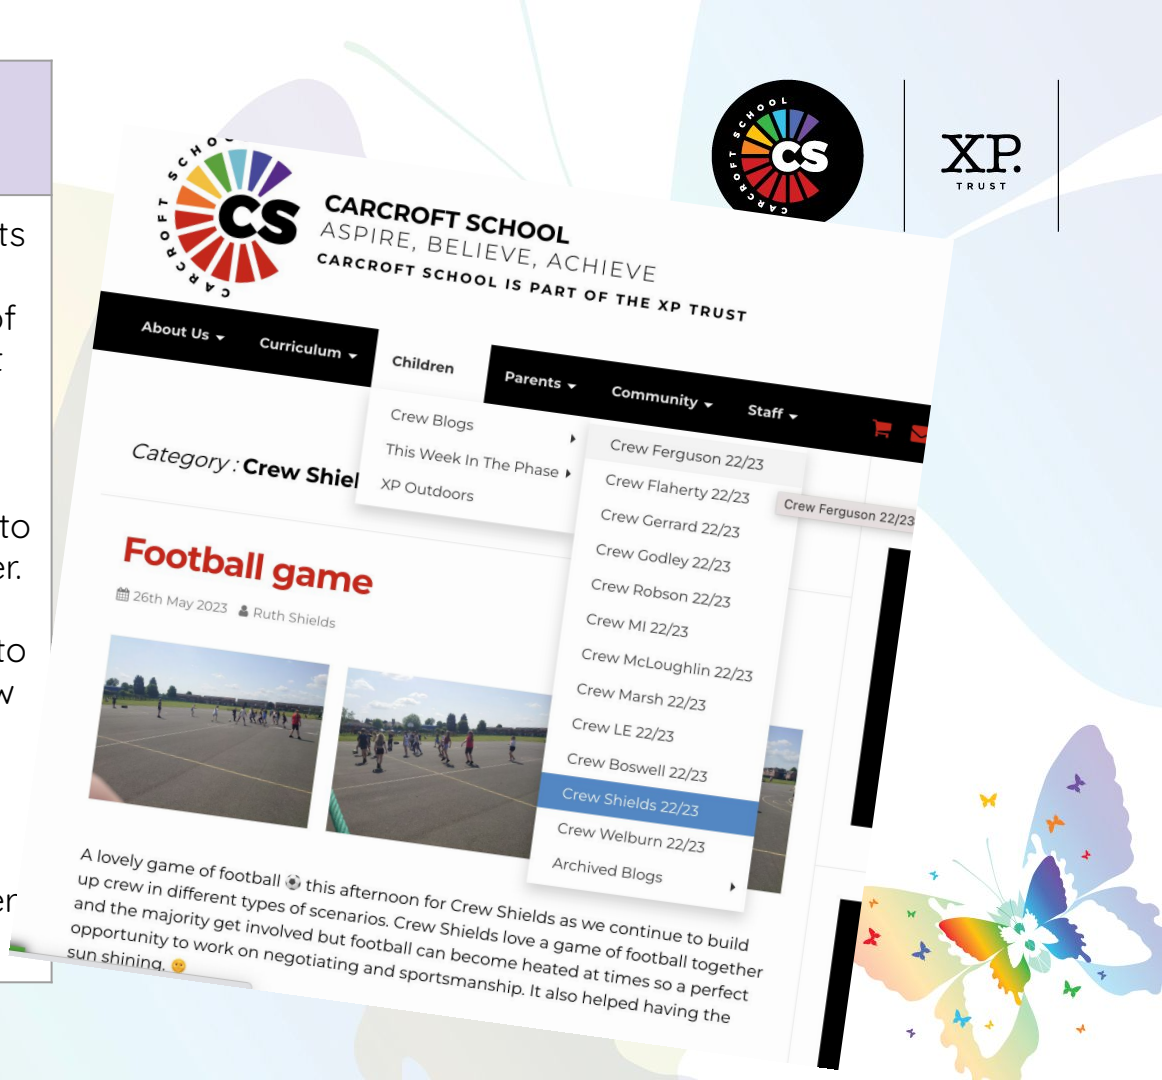 ts
of
t
to
er.
to
w
er
CARCROFT SCHOOL
CS
XP.
TRUST
CARCROFT SCHOOL
CS
CARCROFT SCHOOL
ASPIRE, BELIEVE, ACHIEVE
CARCROFT SCHOOL IS PART OF THE XP TRUST
About Us
Curriculum
Children
Parents
Community
Staff
Crew Blogs
This Week In The Phase
XP Outdoors
Crew Ferguson 22/23
Crew Flaherty 22/23
Crew Gerrard 22/23
Crew Godley 22/23
Crew Robson 22/23
Crew MI 22/23
Crew McLoughlin 22/23
Crew Marsh 22/23
Crew LE 22/23
Crew Boswell 22/23
Crew Shields 22/23
Crew Welburn 22/23
Archived Blogs
Crew Ferguson 22/23
Category : Crew Shiel
Football game
26th May 2023 Ruth Shields
A lovely game of football ⚽ this afternoon for Crew Shields as we continue to build
up crew in different types of scenarios. Crew Shields love a game of football together
and the majority get involved but football can become heated at times so a perfect
opportunity to work on negotiating and sportsmanship. It also helped having the
sun shining. 🙂